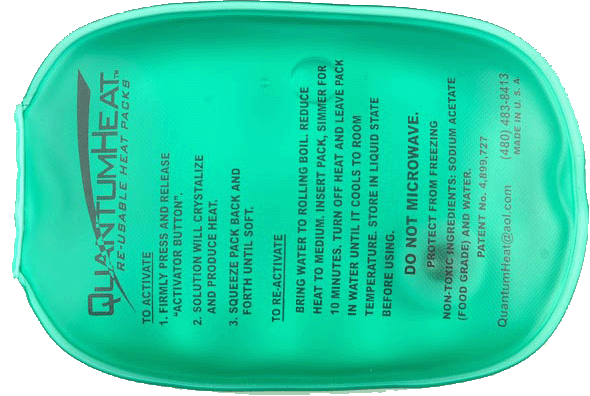 QUANTUMHEAT™
RE-USABLE HEAT PACKS
TO ACTIVATE
1. FIRMLY PRESS AND RELEASE
"ACTIVATOR BUTTON".
2. SOLUTION WILL CRYSTALIZE
AND PRODUCE HEAT.
3. SQUEEZE PACK BACK AND
FORTH UNTIL SOFT.
TO RE-ACTIVATE
BRING WATER TO ROLLING BOIL. REDUCE
HEAT TO MEDIUM. INSERT PACK, SIMMER FOR
10 MINUTES. TURN OFF HEAT AND LEAVE PACK
IN WATER UNTIL IT COOLS TO ROOM
TEMPERATURE. STORE IN LIQUID STATE
BEFORE USING.
DO NOT MICROWAVE.
PROTECT FROM FREEZING
NON-TOXIC INGREDIENTS: SODIUM ACETATE
(FOOD GRADE) AND WATER.
PATENT No. 4,899,727
QuantumHeat@aol.com (480) 483-8413
MADE IN U.S.A